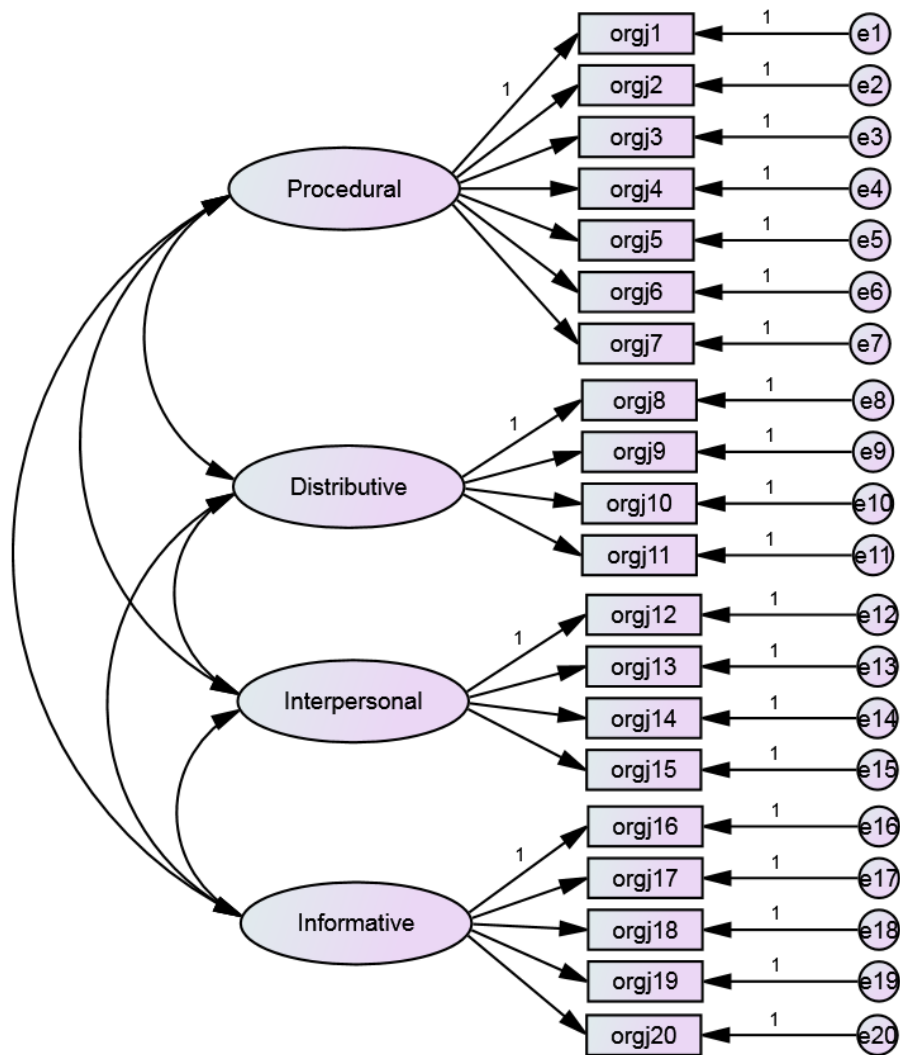 1
orgj1
1
e1
orgj2
1
e2
orgj3
1
e3
Procedural
orgj4
1
e4
orgj5
1
e5
orgj6
1
e6
orgj7
1
e7
1
orgj8
1
e8
orgj9
1
e9
Distributive
orgj10
1
e10
orgj11
1
e11
1
orgj12
1
e12
orgj13
1
e13
Interpersonal
orgj14
1
e14
orgj15
1
e15
1
orgj16
1
e16
orgj17
1
e17
Informative
orgj18
1
e18
orgj19
1
e19
orgj20
1
e20